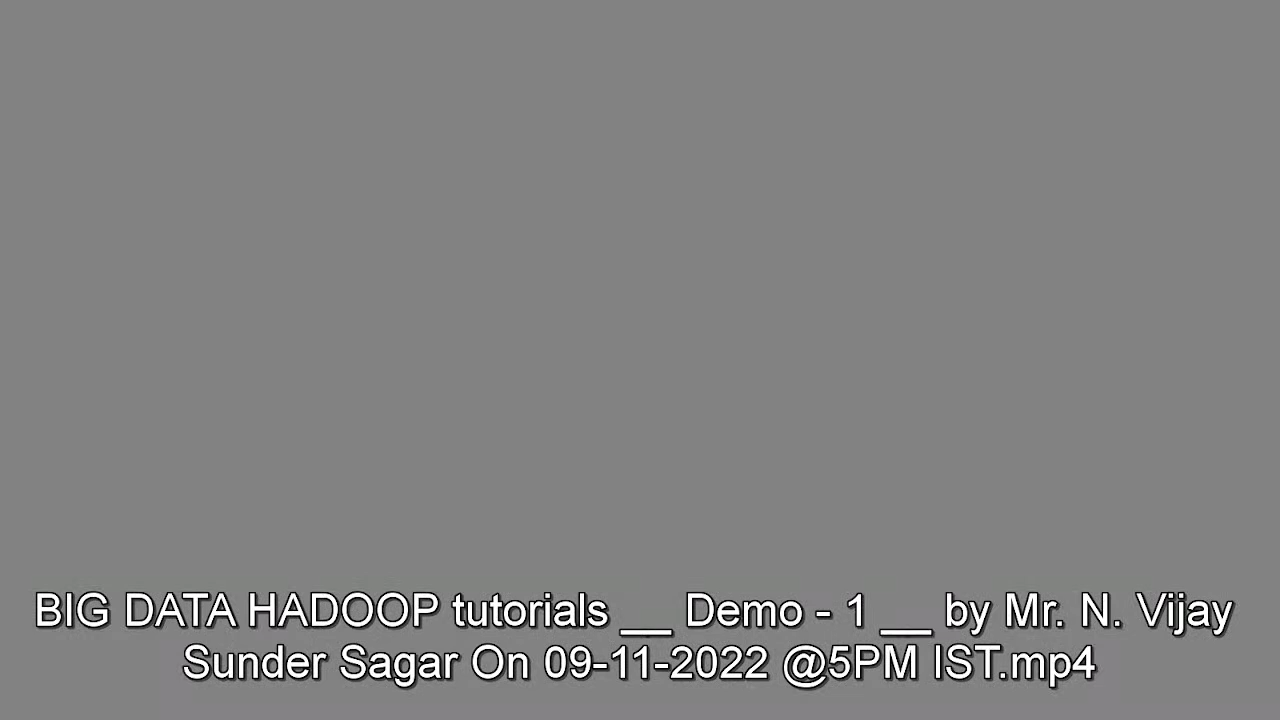 BIG DATA HADOOP tutorials __ Demo - 1 __ by Mr. N. Vijay
Sunder Sagar On 09-11-2022 @5PM IST.mp4